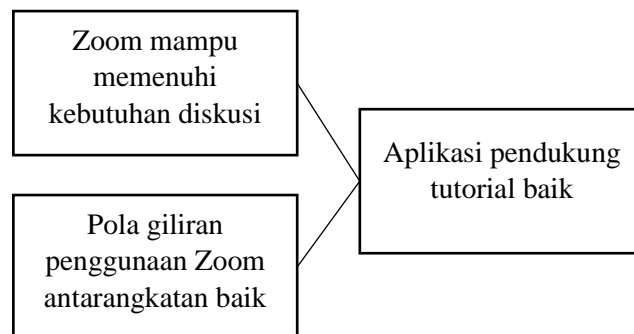 Zoom mampu
memenuhi
kebutuhan diskusi
Aplikasi pendukung
tutorial baik
Pola giliran
penggunaan Zoom
antarangkatan baik